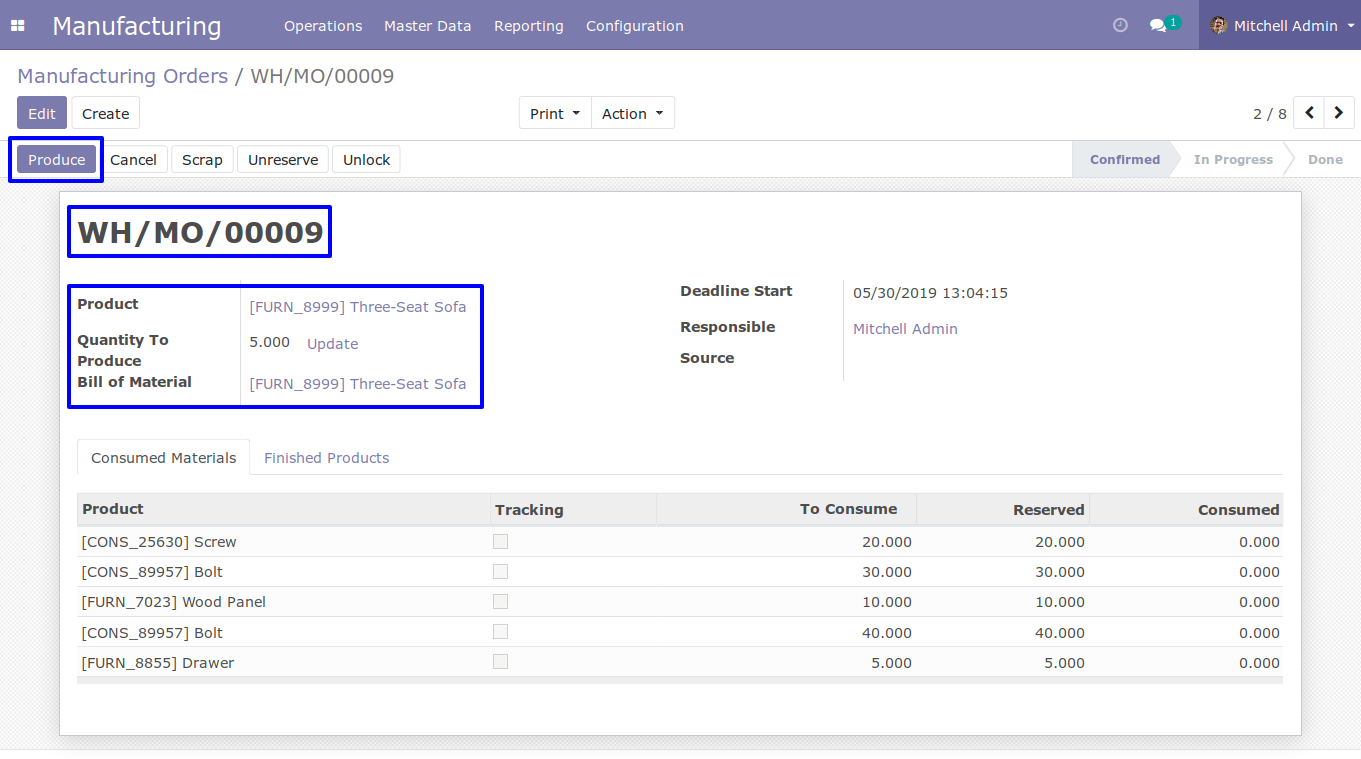 Manufacturing Operations Master Data Reporting Configuration 1 Mitchell Admin
Manufacturing Orders / WH/MO/00009
Edit Create Print Action 2 / 8
Produce Cancel Scrap Unreserve Unlock Confirmed In Progress Done
WH/MO/00009
Product [FURN_8999] Three-Seat Sofa
Quantity To Produce 5.000 Update
Bill of Material [FURN_8999] Three-Seat Sofa
Deadline Start 05/30/2019 13:04:15
Responsible Mitchell Admin
Source
Consumed Materials Finished Products
Product Tracking To Consume Reserved Consumed
[CONS_25630] Screw 20.000 20.000 0.000
[CONS_89957] Bolt 30.000 30.000 0.000
[FURN_7023] Wood Panel 10.000 10.000 0.000
[CONS_89957] Bolt 40.000 40.000 0.000
[FURN_8855] Drawer 5.000 5.000 0.000